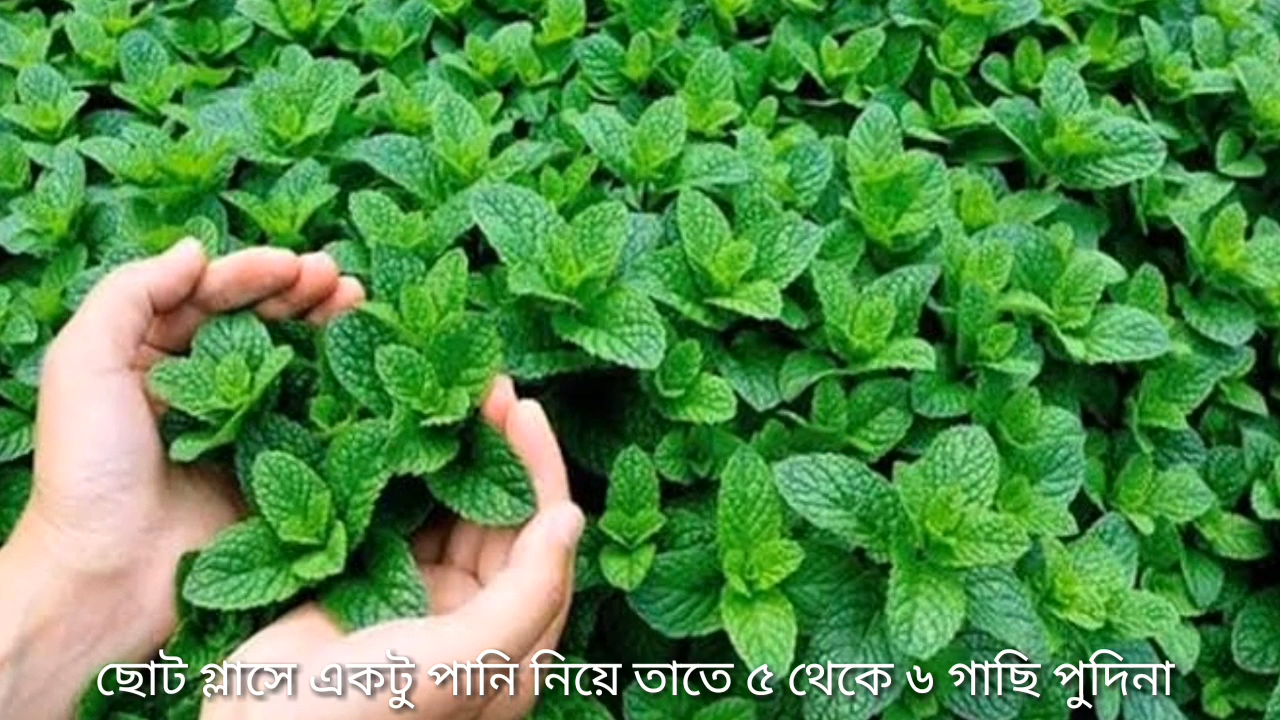 ছোট গ্লাসে একটু পানি নিয়ে তাতে ৫ থেকে ৬ গাছি পুদিনা